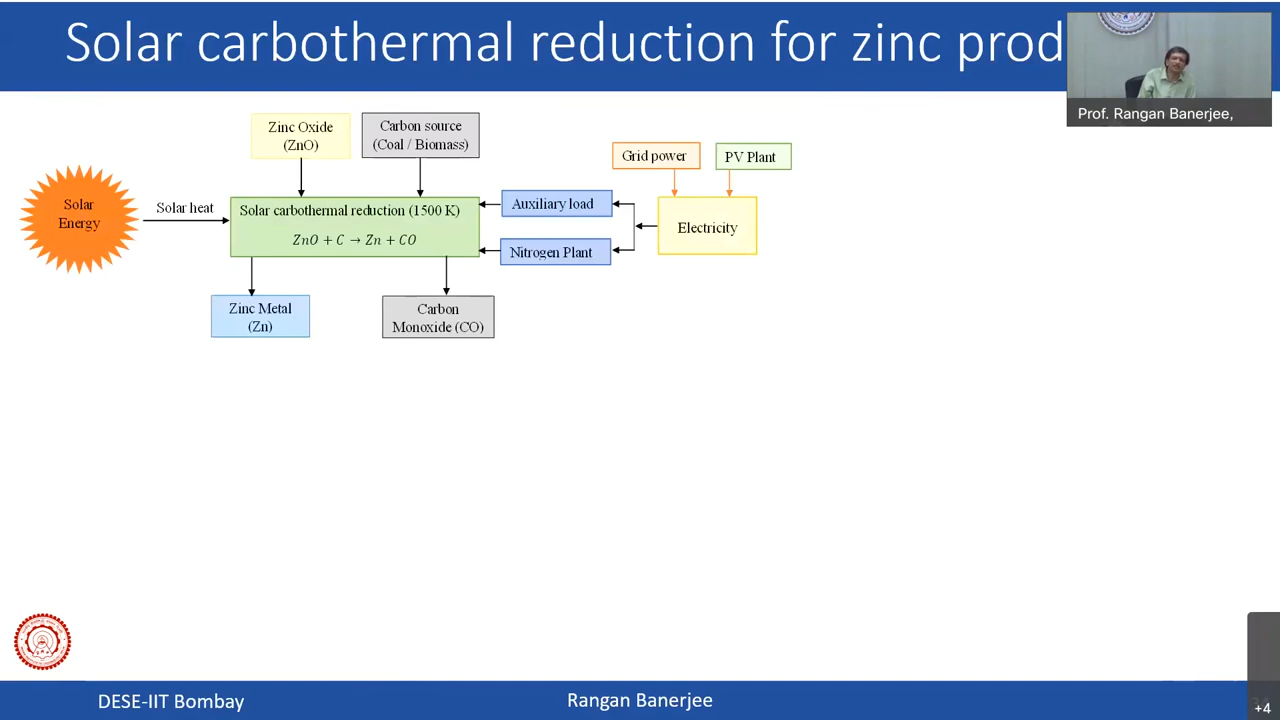 Solar carbothermal reduction for zinc prod
Prof. Rangan Banerjee,
Zinc Oxide
(ZnO)
Carbon source
(Coal / Biomass)
Grid power
PV Plant
Solar
Energy
Solar heat
Solar carbothermal reduction (1500 K)
ZnO + C → Zn + CO
Auxiliary load
Nitrogen Plant
Electricity
Zinc Metal
(Zn)
Carbon
Monoxide (CO)
DESE-IIT Bombay
Rangan Banerjee
+4